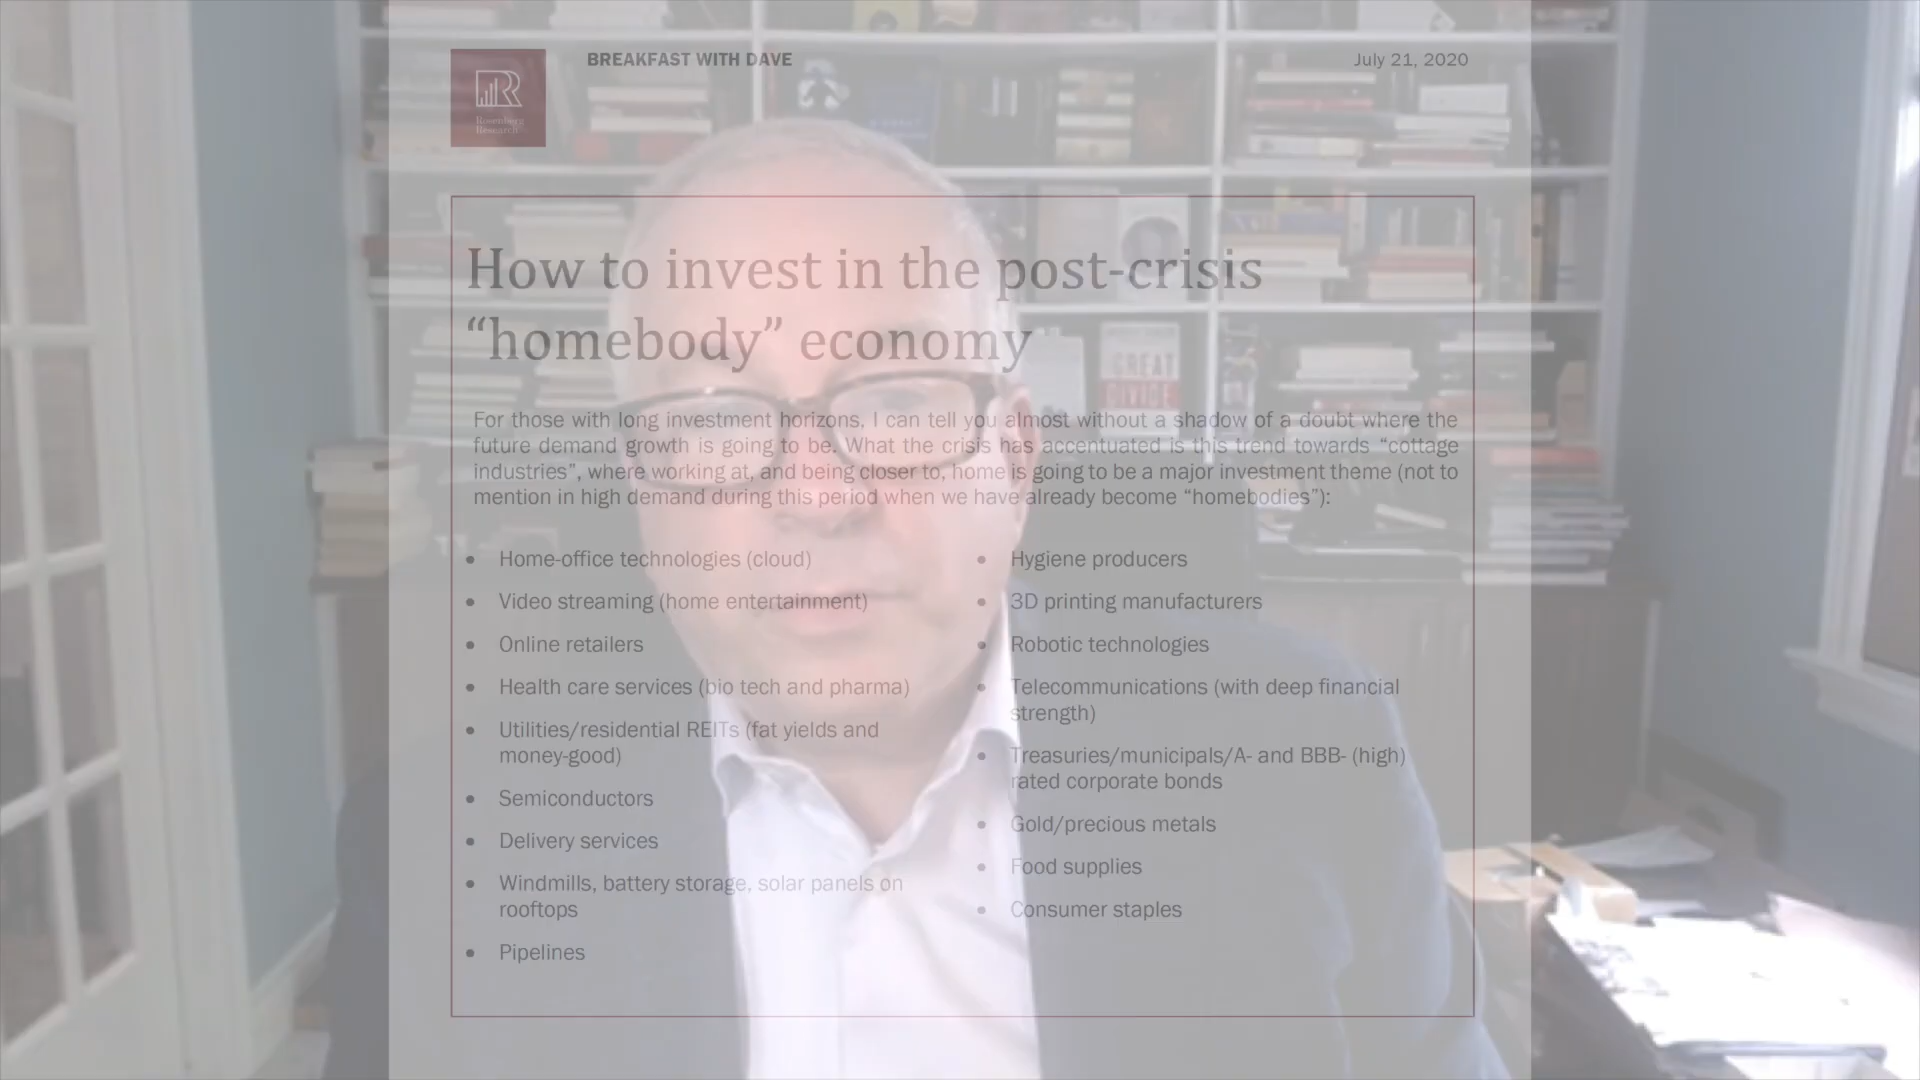 BREAKFAST WITH DAVE
July 21, 2020
Rosenberg
Research
How to invest in the post-crisis
“homebody” economy
For those with long investment horizons, I can tell you almost without a shadow of a doubt where the
future demand growth is going to be. What the crisis has accentuated is this trend towards “cottage
industries”, where working at, and being closer to, home is going to be a major investment theme (not to
mention in high demand during this period when we have already become “homebodies”):
• Home-office technologies (cloud)
• Video streaming (home entertainment)
• Online retailers
• Health care services (bio tech and pharma)
• Utilities/residential REITs (fat yields and
money-good)
• Semiconductors
• Delivery services
• Windmills, battery storage, solar panels on
rooftops
• Pipelines
• Hygiene producers
• 3D printing manufacturers
• Robotic technologies
• Telecommunications (with deep financial
strength)
• Treasuries/municipals/A- and BBB- (high)
rated corporate bonds
• Gold/precious metals
• Food supplies
• Consumer staples
GREAT
DIVIDE